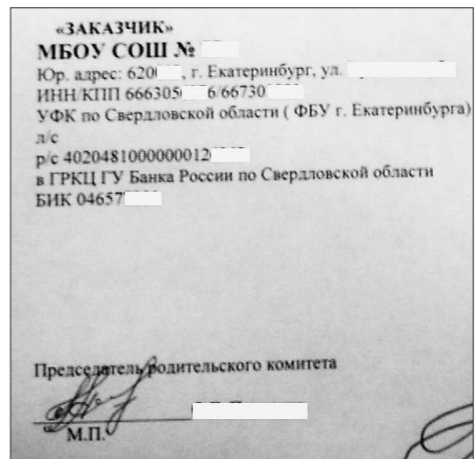 «ЗАКАЗЧИК»
МБОУ СОШ №
Юр. адрес: 620 , г. Екатеринбург, ул.
ИНН/КПП 666305 6/66730
УФК по Свердловской области ( ФБУ г. Екатеринбурга)
л/с
р/с 4020481000000012
в ГРКЦ ГУ Банка России по Свердловской области
БИК 04657
Председатель родительского комитета
М.П.